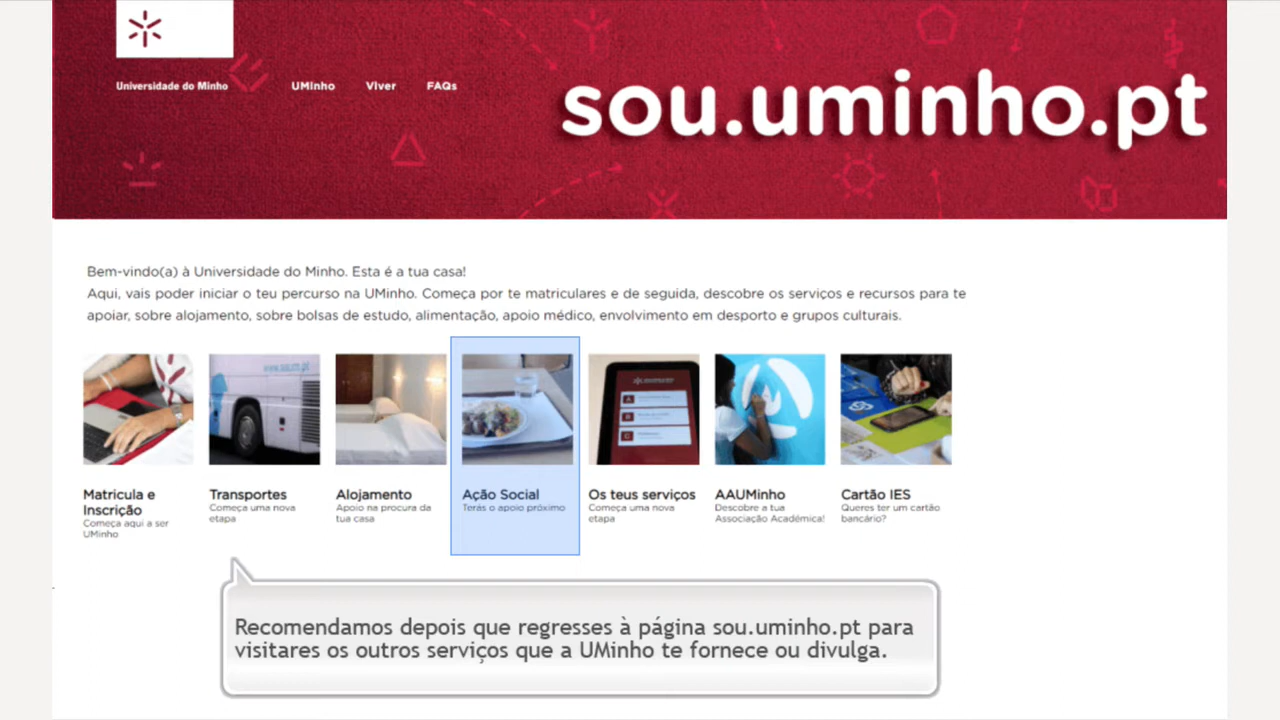 Universidade do Minho
UMinho
Viver
FAQs
sou.uminho.pt
Bem-vindo(a) à Universidade do Minho. Esta é a tua casa!
Aqui, vais poder iniciar o teu percurso na UMinho. Começa por te matriculares e de seguida, descobre os serviços e recursos para te
apoiar, sobre alojamento, sobre bolsas de estudo, alimentação, apoio médico, envolvimento em desporto e grupos culturais.
Matricula e
Inscrição
Começa aqui a ser
UMinho
Transportes
Começa uma nova
etapa
Alojamento
Apoio na procura da
tua casa
Ação Social
Terás o apoio próximo
Os teus serviços
Começa uma nova
etapa
AAUMinho
Descobre a tua
Associação Académica!
Cartão IES
Queres ter um cartão
bancário?
Recomendamos depois que regresses à página sou.uminho.pt para
visitares os outros serviços que a UMinho te fornece ou divulga.